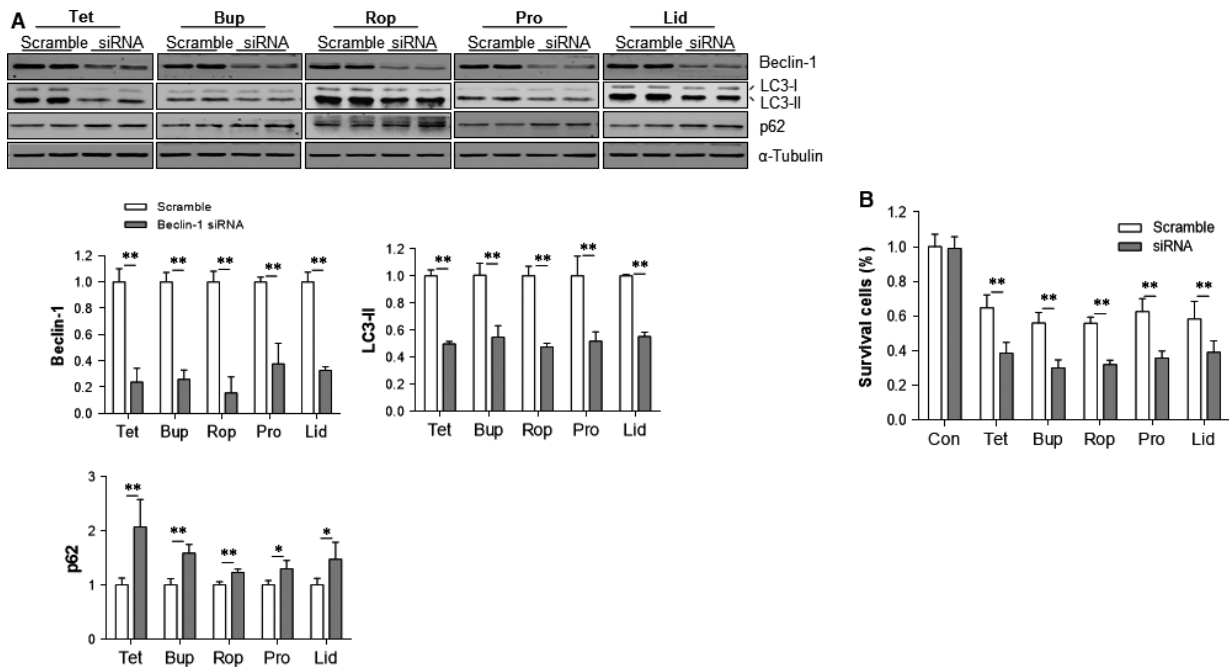 A
Tet Bup Rop Pro Lid
Scramble siRNA Scramble siRNA Scramble siRNA Scramble siRNA Scramble siRNA
Beclin-1
LC3-I
LC3-II
p62
α-Tubulin
Scramble
Beclin-1 siRNA
Beclin-1
1.2
1.0
0.8
0.6
0.4
0.2
0.0
** ** ** ** **
Tet Bup Rop Pro Lid
LC3-II
1.2
1.0
0.8
0.6
0.4
0.2
0.0
** ** ** ** **
Tet Bup Rop Pro Lid
p62
3
2
1
0
** ** ** * *
Tet Bup Rop Pro Lid
B
Scramble
siRNA
Survival cells (%)
1.2
1.0
0.8
0.6
0.4
0.2
0.0
** ** ** ** **
Con Tet Bup Rop Pro Lid